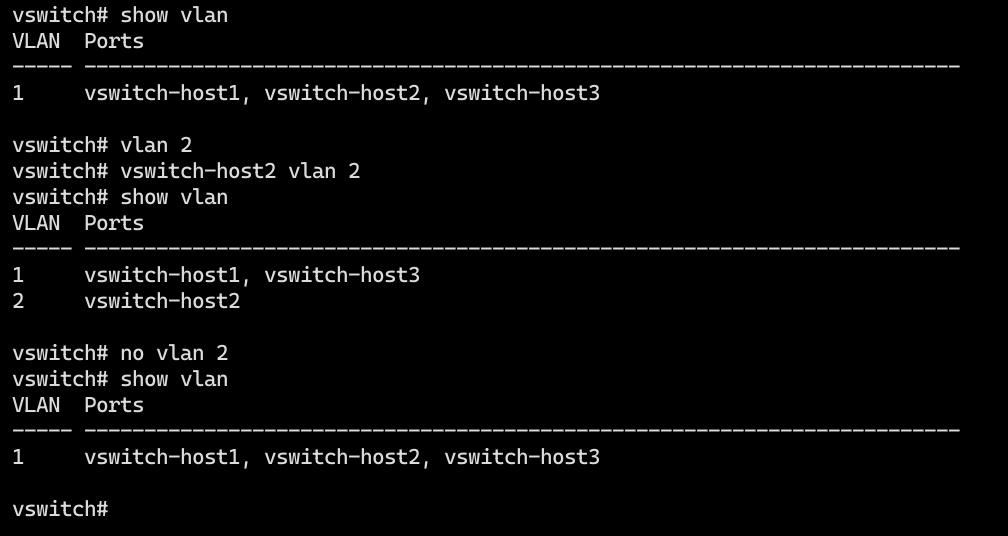 vswitch# show vlan
VLAN  Ports
----- -------------------------------------------------------------------------
1     vswitch-host1, vswitch-host2, vswitch-host3
vswitch# vlan 2
vswitch# vswitch-host2 vlan 2
vswitch# show vlan
VLAN  Ports
----- -------------------------------------------------------------------------
1     vswitch-host1, vswitch-host3
2     vswitch-host2
vswitch# no vlan 2
vswitch# show vlan
VLAN  Ports
----- -------------------------------------------------------------------------
1     vswitch-host1, vswitch-host2, vswitch-host3
vswitch#